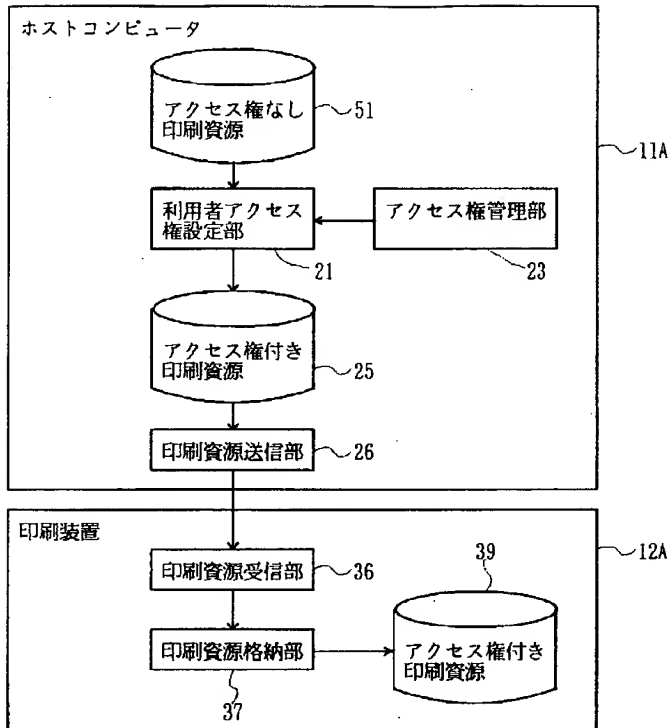 ホストコンピュータ
アクセス権なし
印刷資源
51
11A
利用者アクセス
権設定部
アクセス権管理部
21
23
アクセス権付き
印刷資源
25
印刷資源送信部
26
印刷装置
12A
39
印刷資源受信部
36
印刷資源格納部
アクセス権付き
印刷資源
37